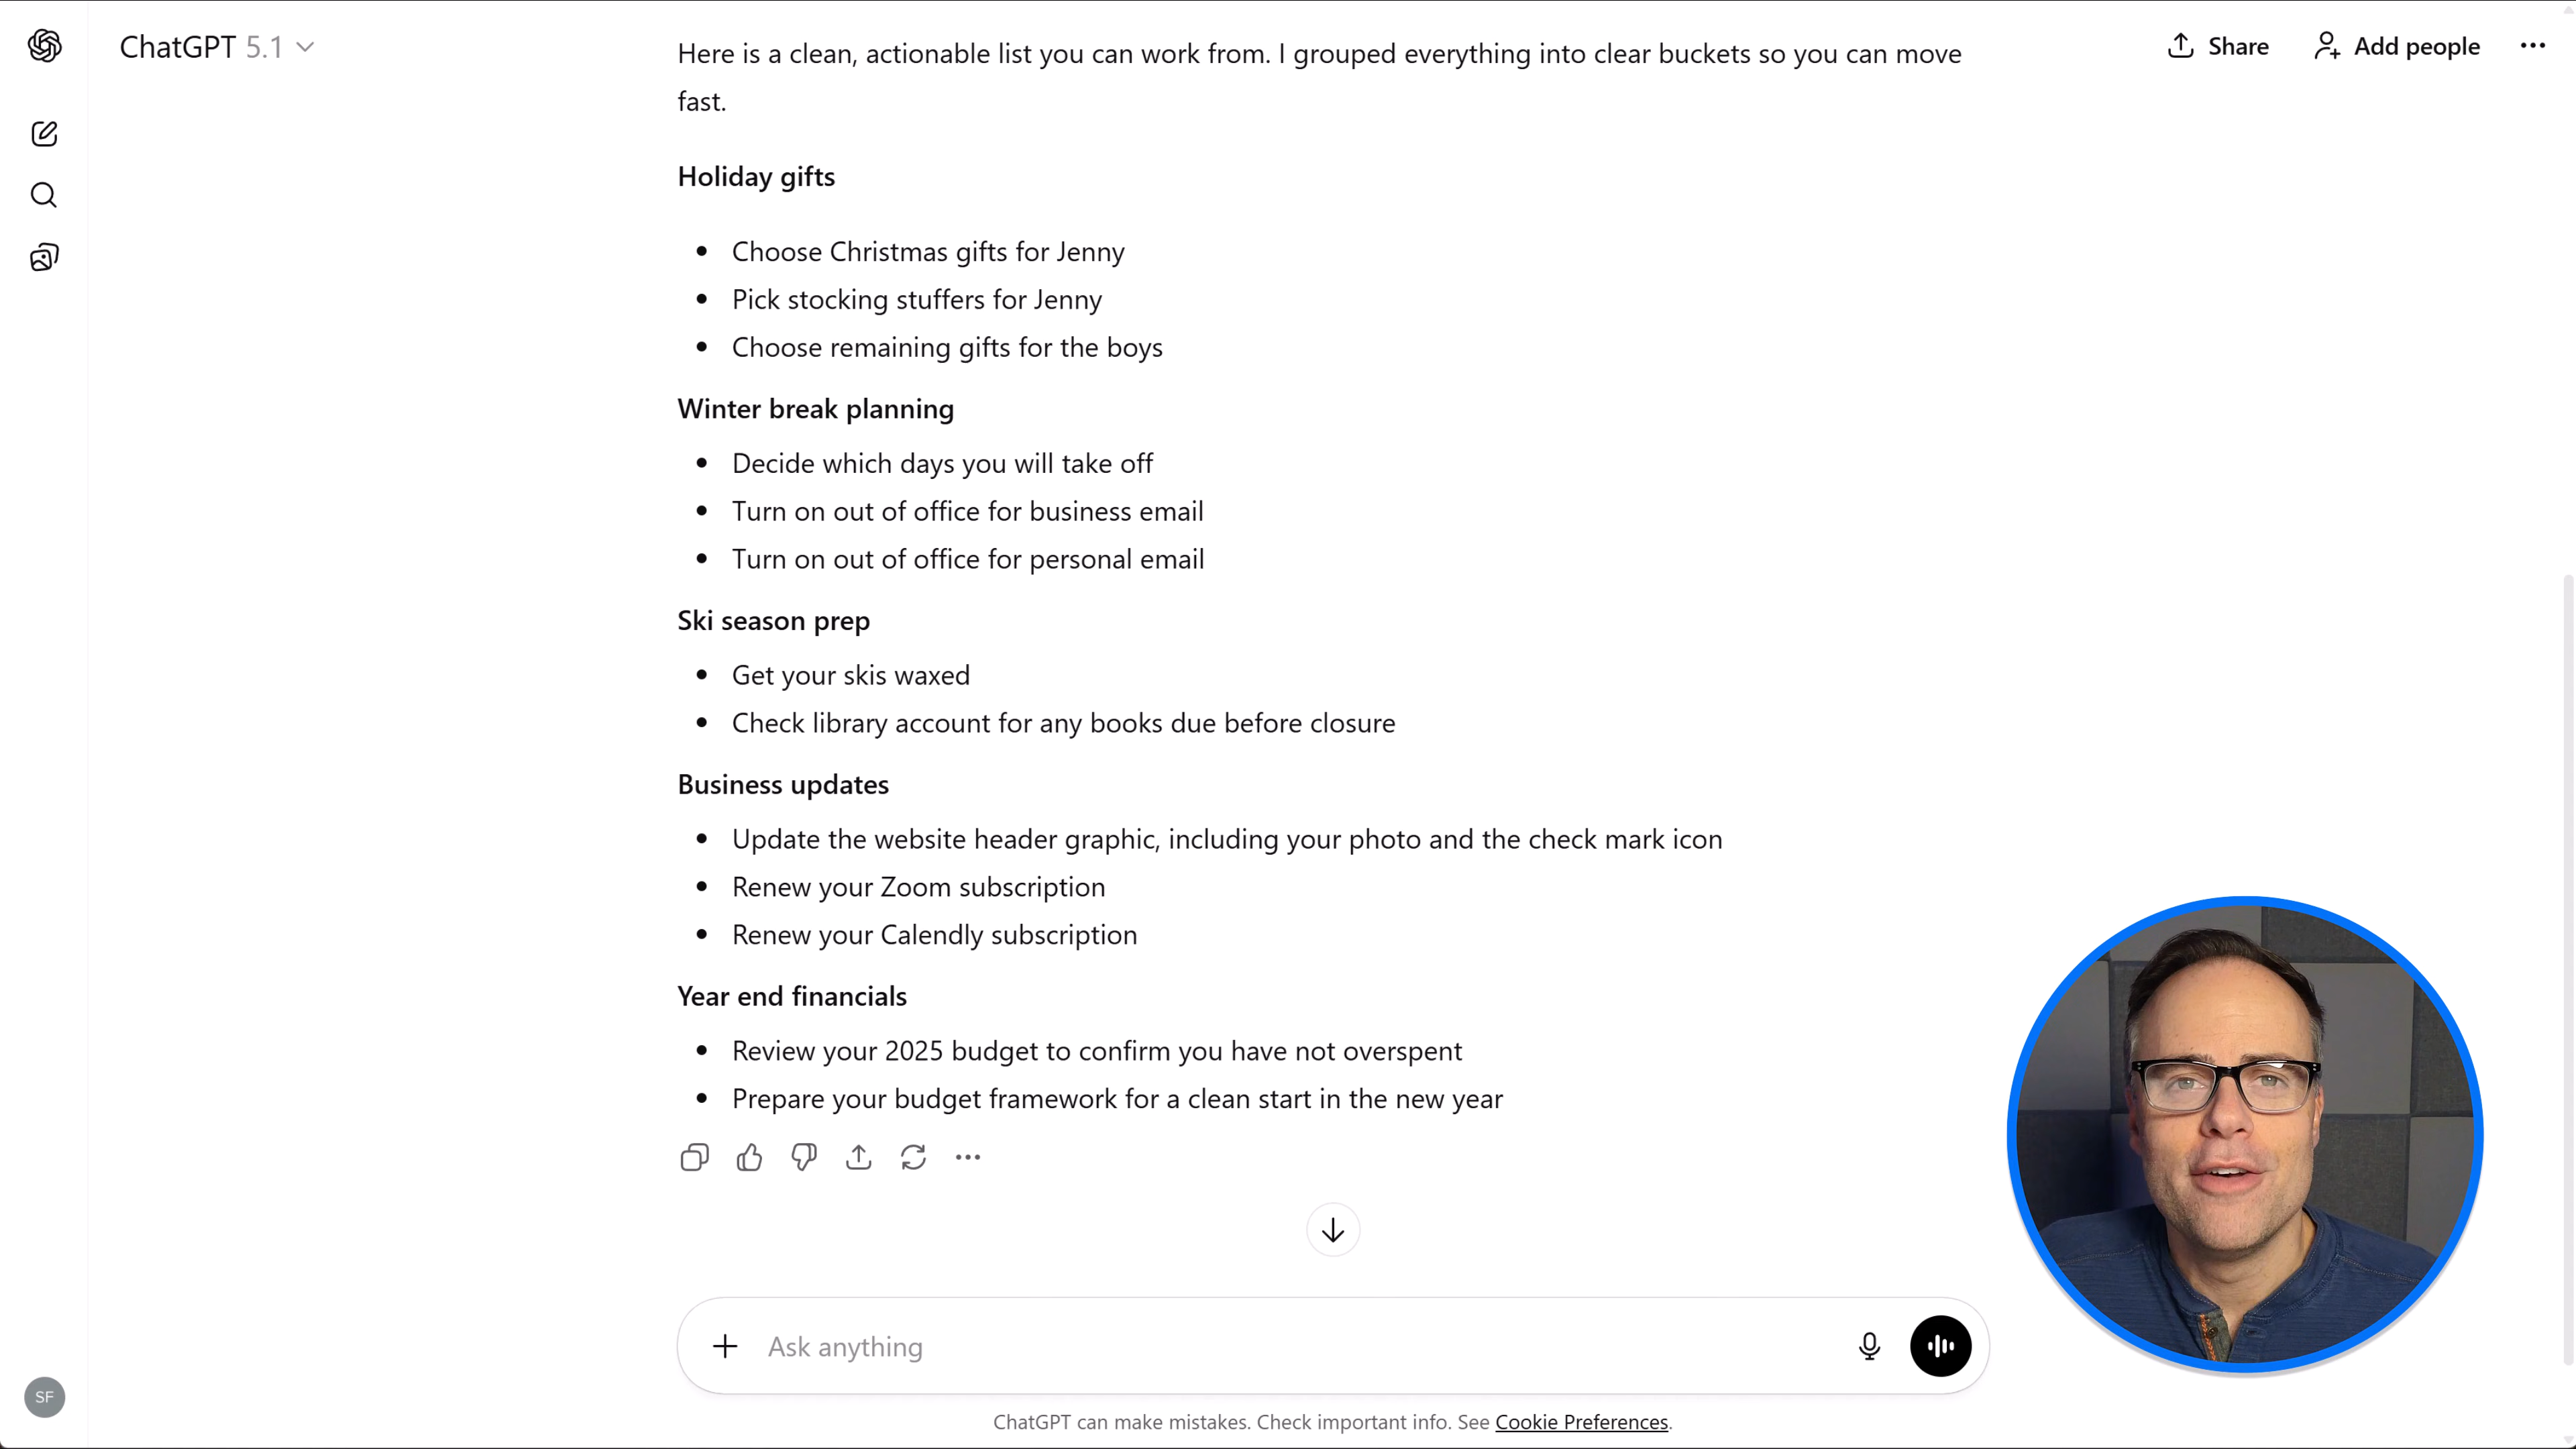 ChatGPT 5.1
Share
Add people
Here is a clean, actionable list you can work from. I grouped everything into clear buckets so you can move
fast.
Holiday gifts
Choose Christmas gifts for Jenny
Pick stocking stuffers for Jenny
Choose remaining gifts for the boys
Winter break planning
Decide which days you will take off
Turn on out of office for business email
Turn on out of office for personal email
Ski season prep
Get your skis waxed
Check library account for any books due before closure
Business updates
Update the website header graphic, including your photo and the check mark icon
Renew your Zoom subscription
Renew your Calendly subscription
Year end financials
Review your 2025 budget to confirm you have not overspent
Prepare your budget framework for a clean start in the new year
Ask anything
SF
ChatGPT can make mistakes. Check important info. See Cookie Preferences.